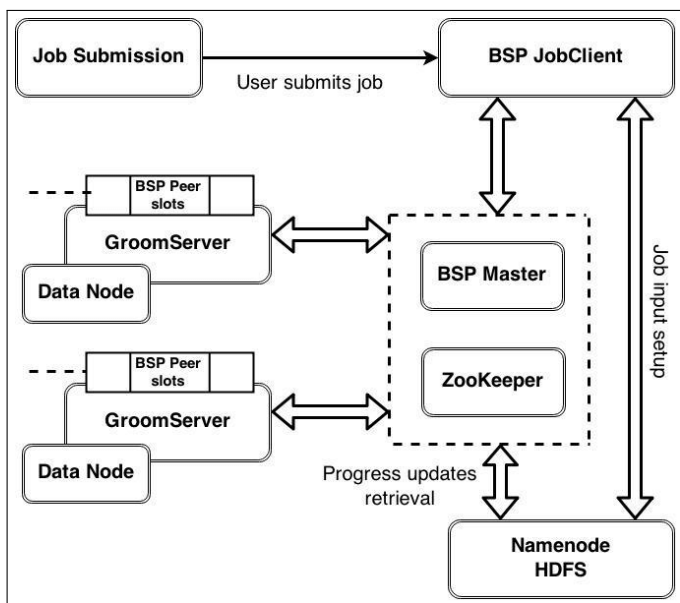 Job Submission
User submits job
BSP JobClient
BSP Peer
slots
GroomServer
Data Node
BSP Master
Job input setup
BSP Peer
slots
GroomServer
Data Node
ZooKeeper
Progress updates
retrieval
Namenode
HDFS